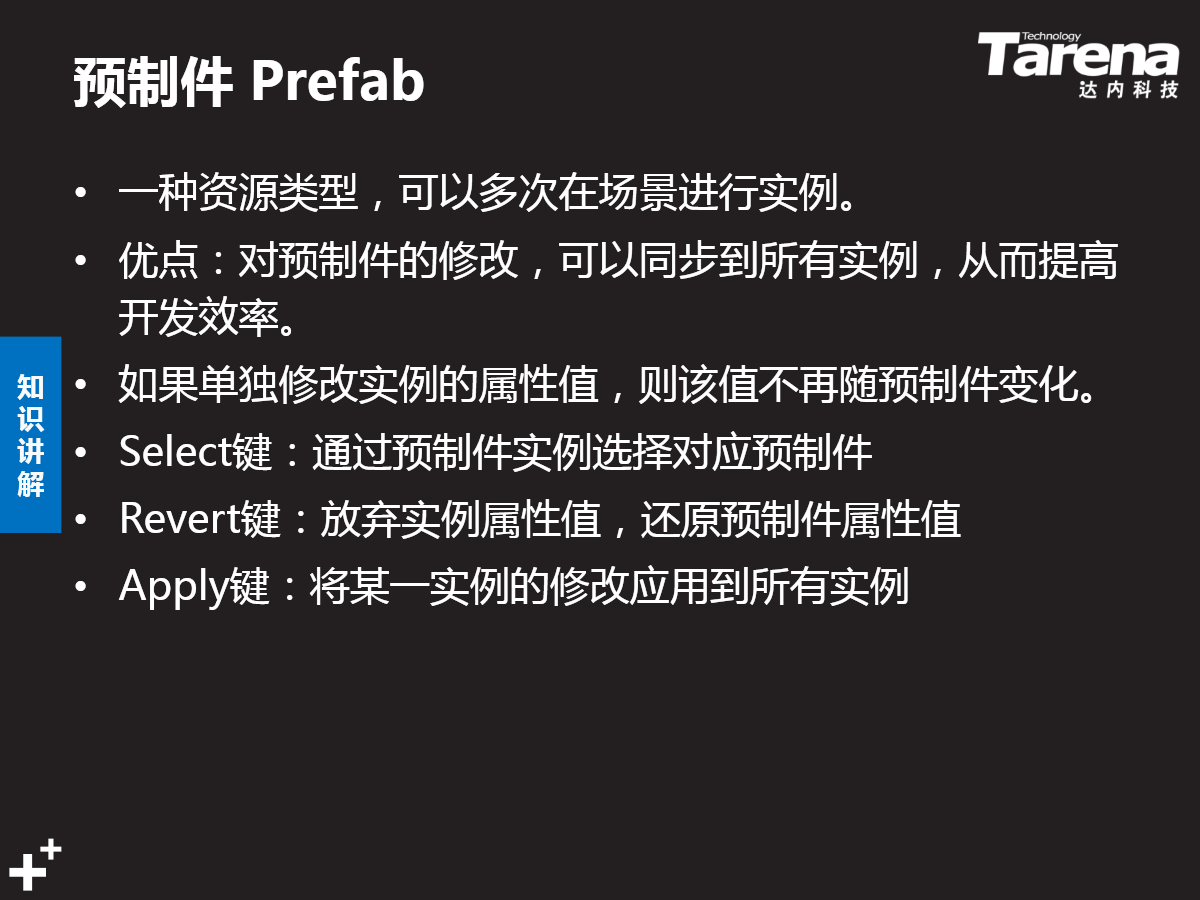 预制件 Prefab
Technology
Tarena
达内科技
• 一种资源类型，可以多次在场景进行实例。
• 优点：对预制件的修改，可以同步到所有实例，从而提高
开发效率。
• 如果单独修改实例的属性值，则该值不再随预制件变化。
• Select键：通过预制件实例选择对应预制件
• Revert键：放弃实例属性值，还原预制件属性值
• Apply键：将某一实例的修改应用到所有实例
知
识
讲
解